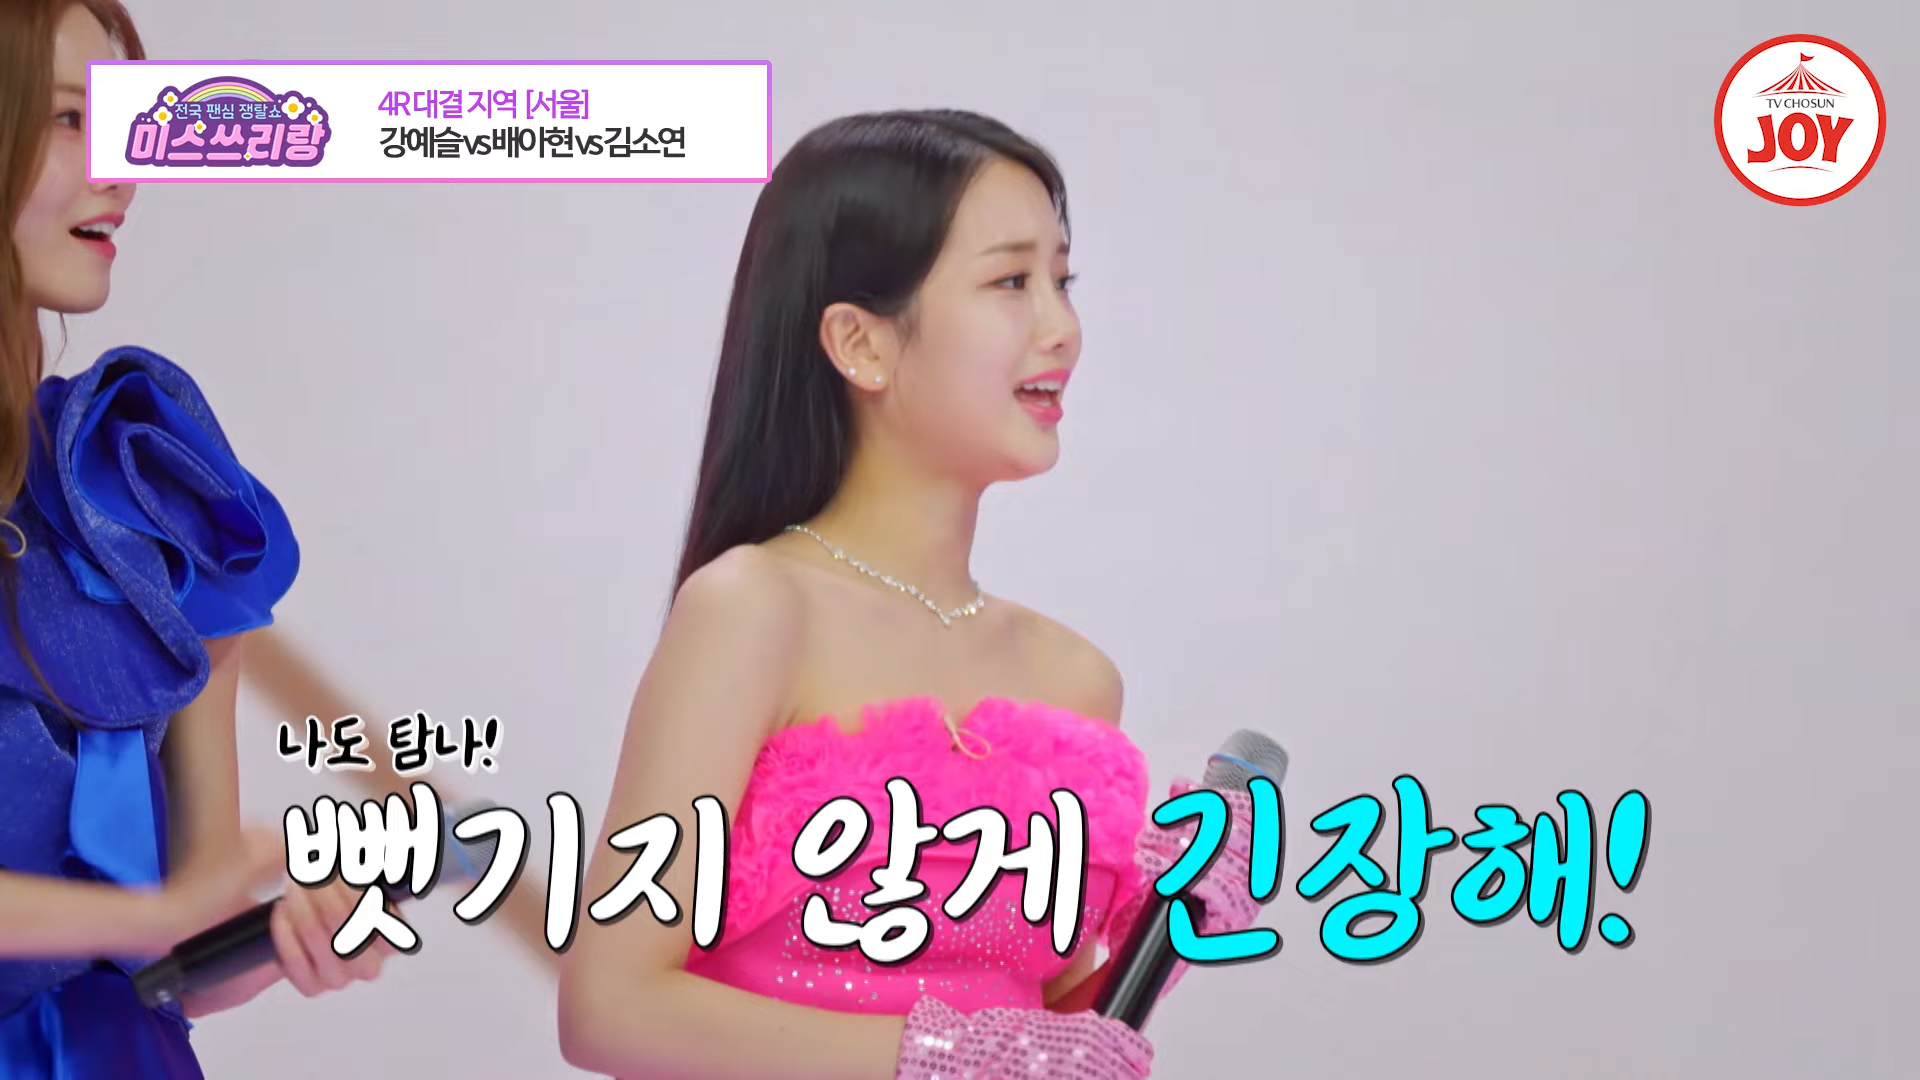 전국 팬심 쟁탈쇼
미스쓰리랑
4R 대결 지역 [서울]
강예슬vs배아현vs김소연
TV CHOSUN
JOY
나도 탐나!
뺏기지 않게 긴장해!